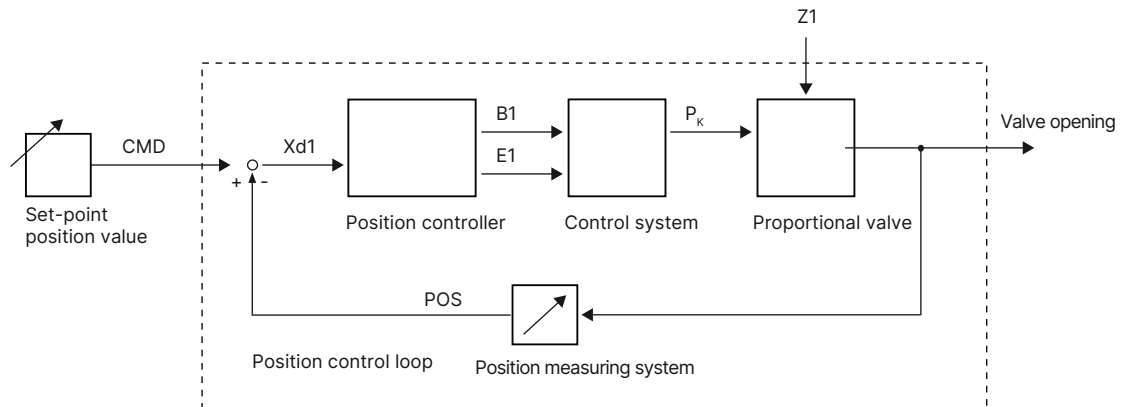 Z1
B1
P_K
Valve opening
CMD
Xd1
E1
+ -
Set-point
position value
Position controller
Control system
Proportional valve
POS
Position control loop
Position measuring system